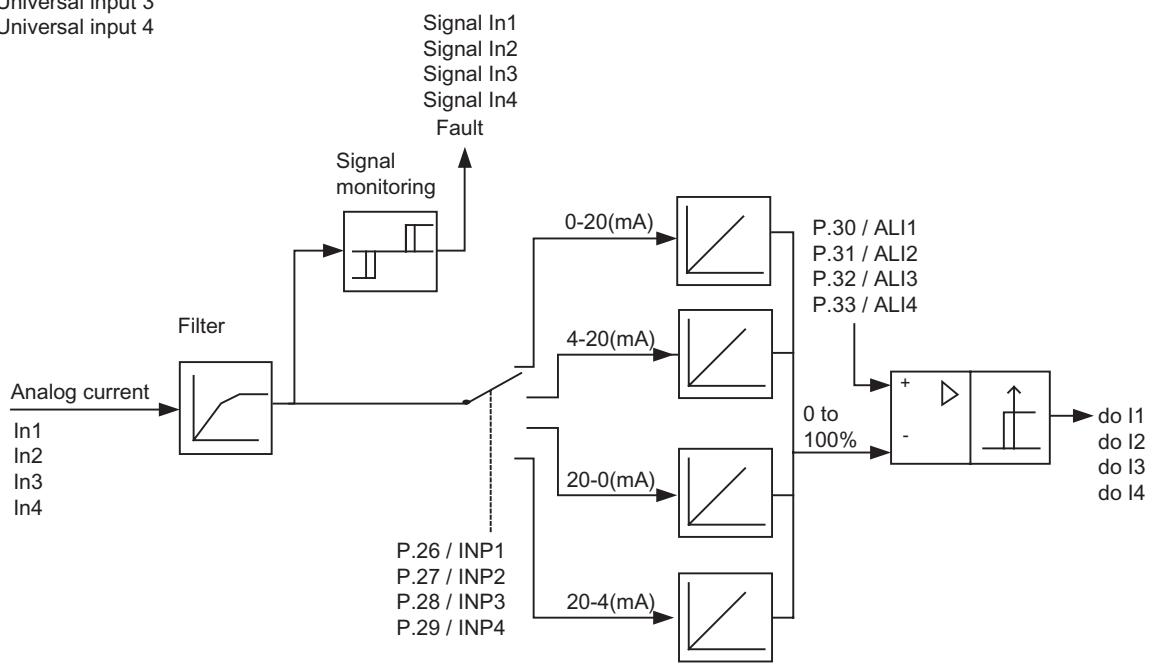 Universal input 3
Universal input 4
Signal In1
Signal In2
Signal In3
Signal In4
Fault
Signal
monitoring
Filter
Analog current
In1
In2
In3
In4
0-20(mA)
4-20(mA)
20-0(mA)
20-4(mA)
P.26 / INP1
P.27 / INP2
P.28 / INP3
P.29 / INP4
P.30 / ALI1
P.31 / ALI2
P.32 / ALI3
P.33 / ALI4
+
-
0 to
100%
do I1
do I2
do I3
do I4